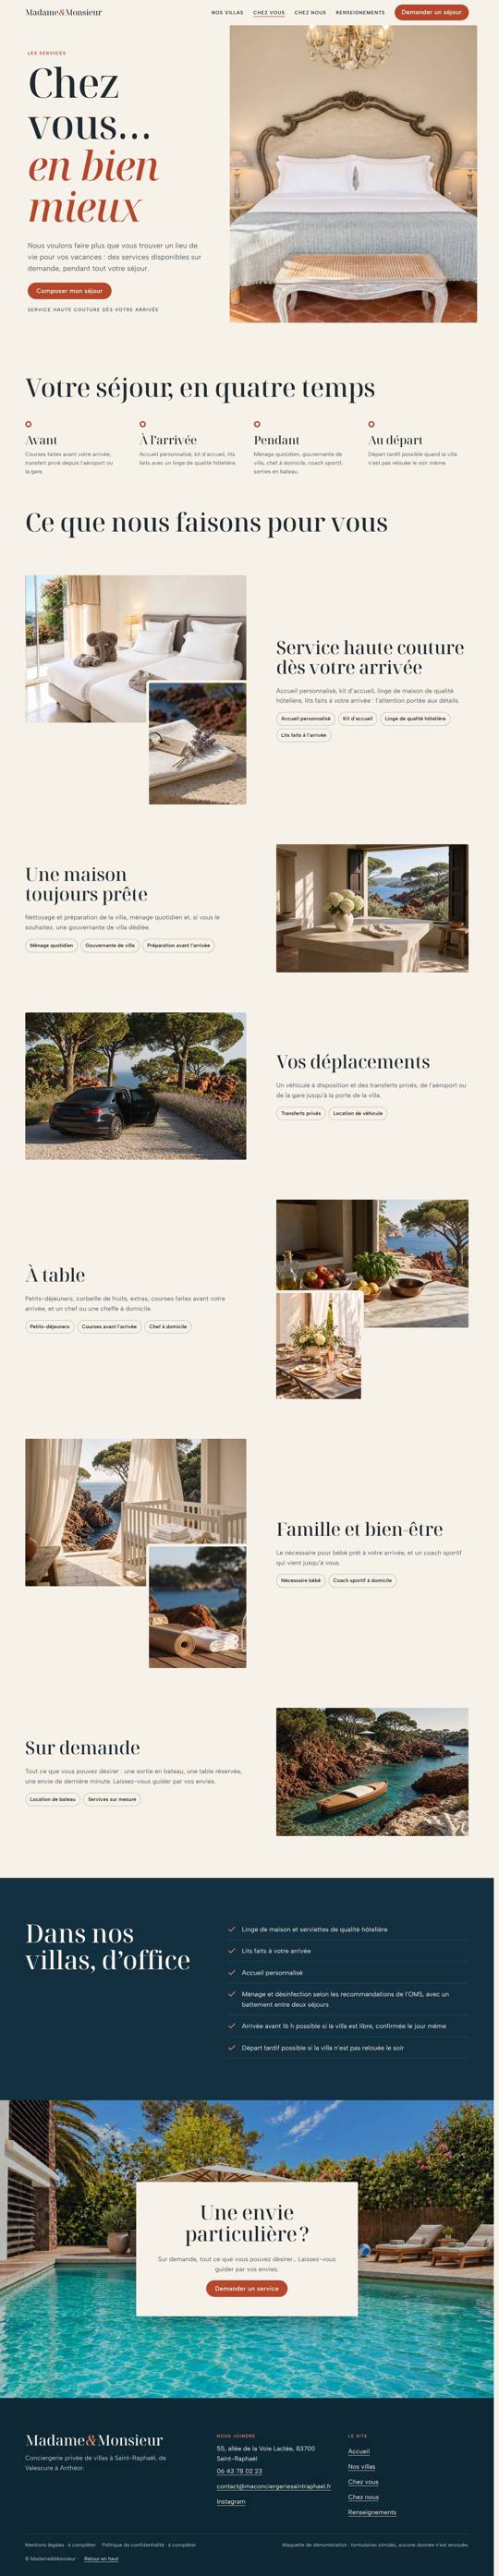 Madame&Monsieur
NOS VILLAS
CHEZ VOUS
CHEZ NOUS
RENSEIGNEMENTS
Demander un séjour
LES SERVICES
Chez
vous…
en bien
mieux
Nous voulons faire plus que vous trouver un lieu de
vie pour vos vacances : des services disponibles sur
demande, pendant tout votre séjour.
Composer mon séjour
SERVICE HAUTE COUTURE DÈS VOTRE ARRIVÉE
Votre séjour, en quatre temps
Avant
Courses faites avant votre arrivée,
transfert privé depuis l'aéroport ou
la gare.
À l'arrivée
Accueil personnalisé, kit d'accueil, lits
faits avec un linge de qualité hôtelière.
Pendant
Ménage quotidien, gouvernante de
villa, chef à domicile, coach sportif,
sorties en bateau.
Au départ
Départ tardif possible quand la villa
n'est pas relouée le soir même.
Ce que nous faisons pour vous
Service haute couture
dès votre arrivée
Accueil personnalisé, kit d'accueil, linge de maison de qualité
hôtelière, lits faits à votre arrivée : l'attention portée aux détails.
Accueil personnalisé
Kit d'accueil
Linge de qualité hôtelière
Lits faits à l'arrivée
Une maison
toujours prête
Nettoyage et préparation de la villa, ménage quotidien et, si vous le
souhaitez, une gouvernante de villa dédiée.
Ménage quotidien
Gouvernante de villa
Préparation avant l'arrivée
Vos déplacements
Un véhicule à disposition et des transferts privés, de l'aéroport ou
de la gare jusqu'à la porte de la villa.
Transferts privés
Location de véhicule
À table
Petits-déjeuners, corbeille de fruits, extras, courses faites avant votre
arrivée, et un chef ou une cheffe à domicile.
Petits-déjeuners
Courses avant l'arrivée
Chef à domicile
Famille et bien-être
Le nécessaire pour bébé prêt à votre arrivée, et un coach sportif
qui vient jusqu'à vous.
Nécessaire bébé
Coach sportif à domicile
Sur demande
Tout ce que vous pouvez désirer : une sortie en bateau, une table réservée,
une envie de dernière minute. Laissez-vous guider par vos envies.
Location de bateau
Services sur mesure
Dans nos
villas, d'office
Linge de maison et serviettes de qualité hôtelière
Lits faits à votre arrivée
Accueil personnalisé
Ménage et désinfection selon les recommandations de l'OMS, avec un
battement entre deux séjours
Arrivée avant 16 h possible si la villa est libre, confirmée le jour même
Départ tardif possible si la villa n'est pas relouée le soir
Une envie
particulière ?
Sur demande, tout ce que vous pouvez désirer… Laissez-vous
guider par vos envies.
Demander un service
Madame&Monsieur
Conciergerie privée de villas à Saint-Raphaël, de
Valescure à Anthéor.
NOUS JOINDRE
55, allée de la Voie Lactée, 83700
Saint-Raphaël
06 43 78 02 23
contact@maconciergeriesaintraphael.fr
Instagram
LE SITE
Accueil
Nos villas
Chez vous
Chez nous
Renseignements
Mentions légales · à compléter
Politique de confidentialité · à compléter
Maquette de démonstration : formulaires simulés, aucune donnée n'est envoyée.
© Madame&Monsieur ·
Retour en haut